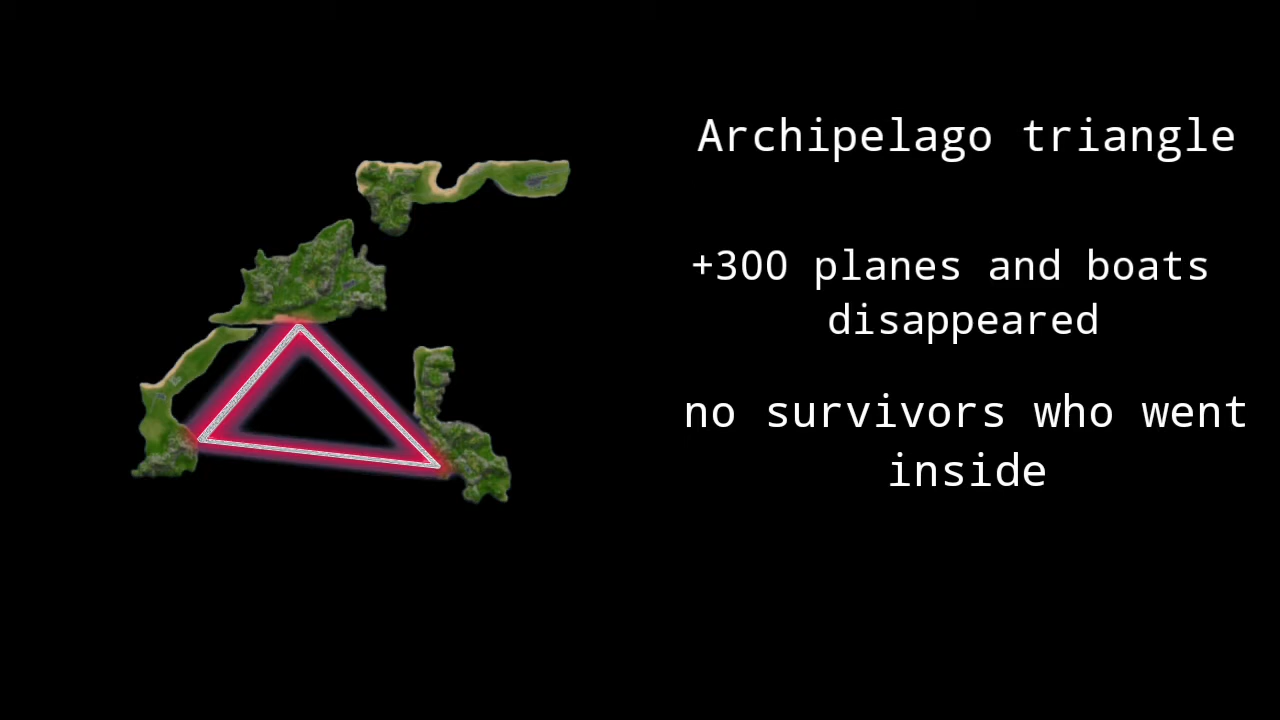 Archipelago triangle
+300 planes and boats
disappeared
no survivors who went
inside